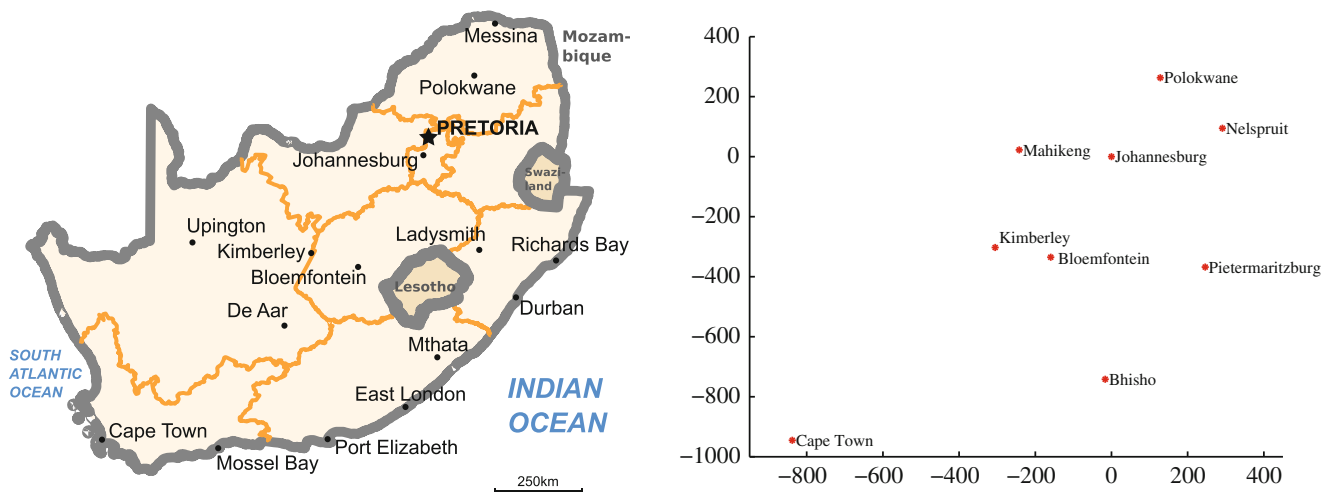 Messina
Mozam-
bique
Polokwane
PRETORIA
Johannesburg
Swazi-
land
Upington
Ladysmith
Kimberley
Richards Bay
Bloemfontein
Lesotho
De Aar
Durban
Mthata
SOUTH
ATLANTIC
OCEAN
East London
INDIAN
OCEAN
Cape Town
Port Elizabeth
Mossel Bay
250km
400
200
0
−200
−400
−600
−800
−1000
Polokwane
Nelspruit
Mahikeng
Johannesburg
Kimberley
Bloemfontein
Pietermaritzburg
Bhisho
Cape Town
−800 −600 −400 −200 0 200 400